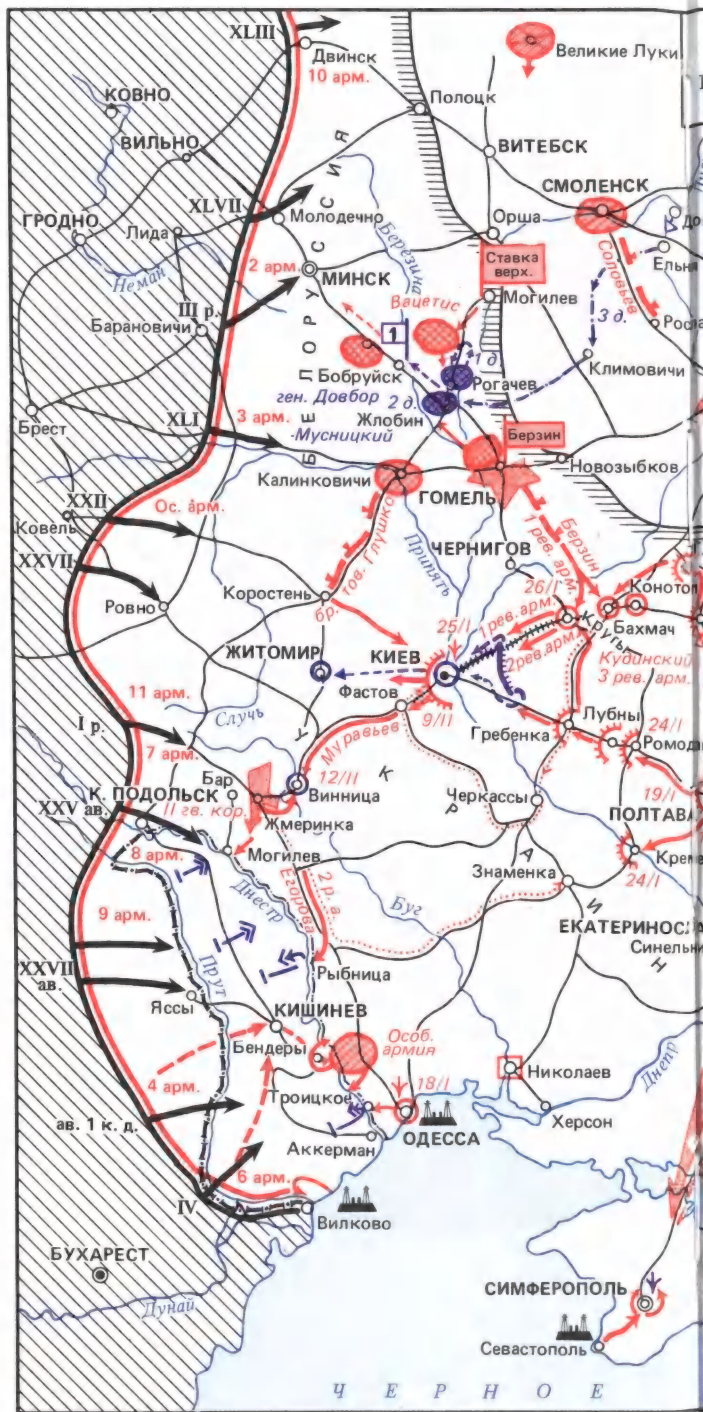 XLIII
Двинск
10 арм.
Великие Луки
КОВНО
Полоцк
ВИЛЬНО
ВИТЕБСК
СМОЛЕНСК
XLVII
Молодечно
ГРОДНО
Лида
Орша
Соловьев
Ельня
Неман
2 арм.
МИНСК
Березина
Ставка
верх.
Могилев
III р.
Барановичи
Вацетис
3 д.
1
1 д.
Бобруйск
Рогачев
Климовичи
ген. Довбор
2 д.
-Мусницкий
Жлобин
БЕЛОРУССИЯ
Брест
XLI
3 арм.
Берзин
Калинковичи
ГОМЕЛЬ
Новозыбков
XXII
Ос. арм.
Ковель
XXVII
бр. тов. Глушко
Припять
ЧЕРНИГОВ
Берзин
1 рев. арм.
Ровно
Коростень
26/I
25/I
1 рев. арм.
2 рев. арм.
Круты
Бахмач
ЖИТОМИР
КИЕВ
Кудинский
3 рев. арм.
11 арм.
Фастов
9/II
Случь
Гребенка
Лубны
24/I
I р.
7 арм.
Муравьев
Бар
12/II
Винница
Черкассы
19/I
ПОЛТАВА
К. ПОДОЛЬСК
XXV ав.
II гв. кор.
Жмеринка
8 арм.
Могилев
Егорова
2 р. а.
Днестр
Знаменка
24/I
9 арм.
Буг
XXVII
ав.
Прут
Рыбница
УКРАИН
Яссы
КИШИНЕВ
Бендеры
Особ.
армия
4 арм.
Николаев
Днепр
Троицкое
18/I
ав. 1 к. д.
Аккерман
ОДЕССА
Херсон
6 арм.
IV
Вилково
БУХАРЕСТ
СИМФЕРОПОЛЬ
Дунай
Севастополь
ЧЕРНОЕ